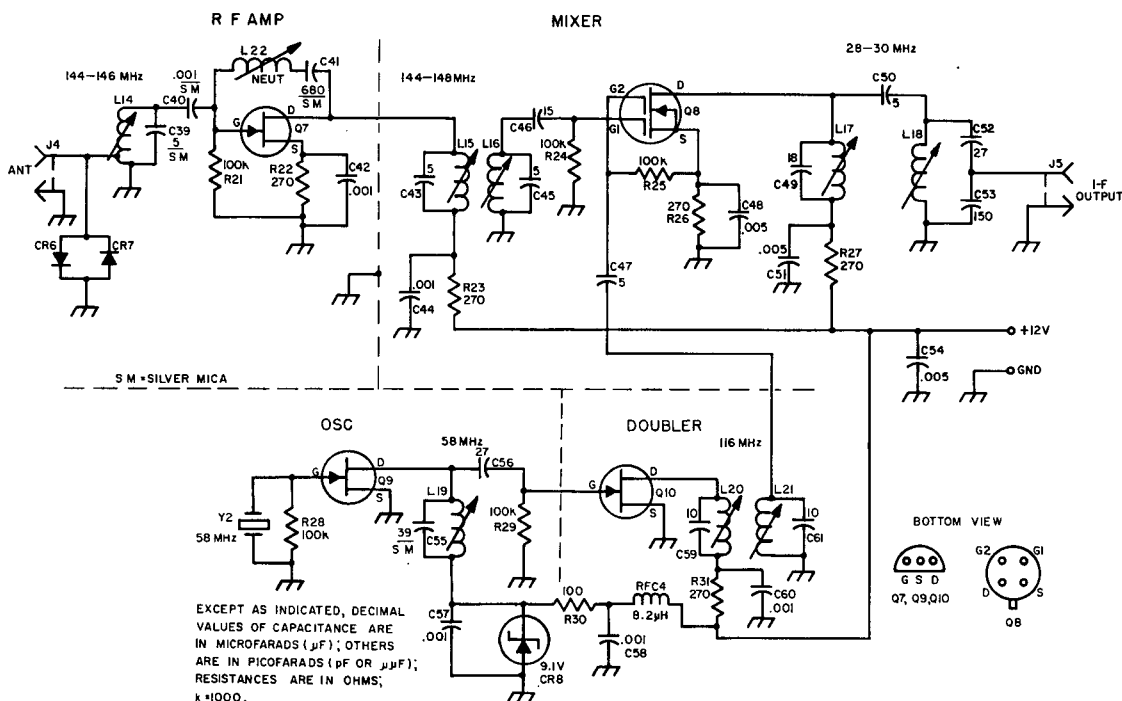 R F AMP
MIXER
144–146 MHz
L14
.001
SM
C40
C39
5
SM
L22
NEUT
C41
680
SM
J4
ANT
G
D
Q7
S
100k
R21
R22
270
C42
.001
CR6
CR7
144–148MHz
L15
5
C43
L16
5
C45
15
C46
100k
R24
G2
G1
D
Q8
S
100k
R25
270
R26
C48
.005
C47
5
.001
C44
R23
270
28–30 MHz
C50
5
L17
18
C49
L18
C52
27
C53
150
J5
I-F
OUTPUT
.005
C51
R27
270
+12V
C54
.005
GND
SM=SILVER MICA
OSC
DOUBLER
58 MHz
27
C56
116 MHz
G
D
Q9
S
Y2
58 MHz
R28
100k
L19
39
SM
C55
100k
R29
G
D
Q10
S
L20
10
C59
L21
10
C61
R31
270
C60
.001
C57
.001
9.1V
CR8
100
R30
.001
C58
RFC4
8.2µH
EXCEPT AS INDICATED, DECIMAL
VALUES OF CAPACITANCE ARE
IN MICROFARADS (µF); OTHERS
ARE IN PICOFARADS (pF OR µµF);
RESISTANCES ARE IN OHMS;
k=1000.
BOTTOM VIEW
G S D
Q7, Q9,Q10
G2
G1
D
S
Q8